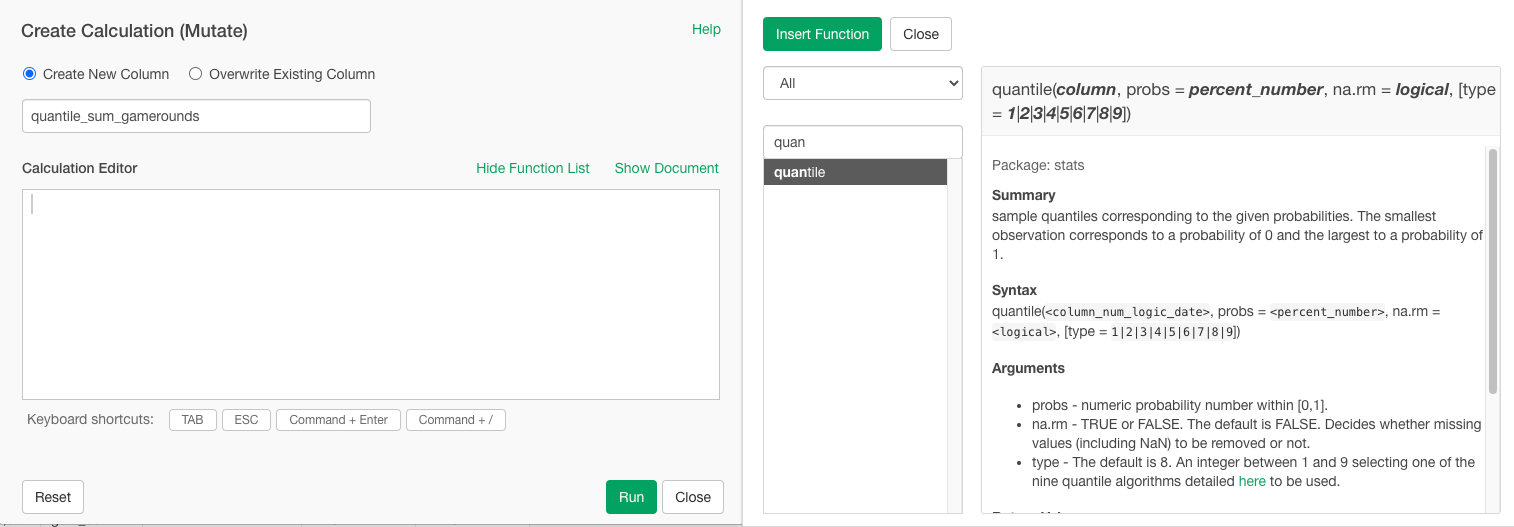 Create Calculation (Mutate)
Help
Create New Column
Overwrite Existing Column
quantile_sum_gamerounds
Calculation Editor
Hide Function List
Show Document
Keyboard shortcuts:
TAB
ESC
Command + Enter
Command + /
Reset
Run
Close
Insert Function
Close
All
quan
quantile
quantile(column, probs = percent_number, na.rm = logical, [type
= 1|2|3|4|5|6|7|8|9])
Package: stats
Summary
sample quantiles corresponding to the given probabilities. The smallest
observation corresponds to a probability of 0 and the largest to a probability of
1.
Syntax
quantile(<column_num_logic_date>, probs = <percent_number>, na.rm =
<logical>, [type = 1|2|3|4|5|6|7|8|9])
Arguments
• probs - numeric probability number within [0,1].
• na.rm - TRUE or FALSE. The default is FALSE. Decides whether missing
values (including NaN) to be removed or not.
• type - The default is 8. An integer between 1 and 9 selecting one of the
nine quantile algorithms detailed here to be used.